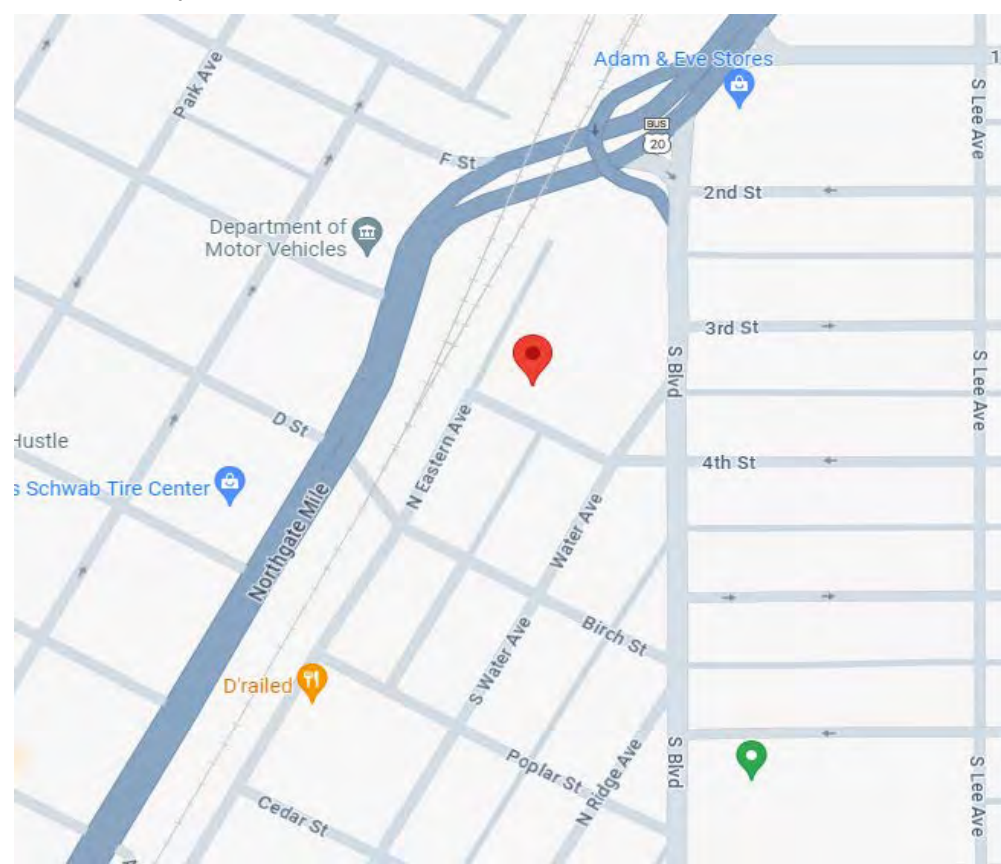 Adam & Eve Stores
1
Park Ave
S Lee Ave
BUS
20
F St
2nd St
Department of
Motor Vehicles
3rd St
S Blvd
S Lee Ave
D St
Hustle
N Eastern Ave
4th St
s Schwab Tire Center
Northgate Mile
Water Ave
Birch St
S Water Ave
D'railed
S Blvd
Poplar St
N Ridge Ave
S Lee Ave
Cedar St